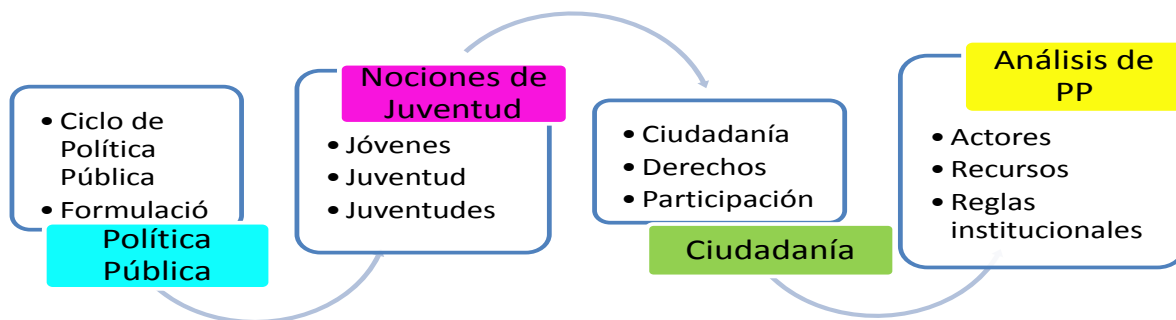 • Ciclo de
Política
Pública
• Formulació
Política
Pública
Nociones de
Juventud
• Jóvenes
• Juventud
• Juventudes
• Ciudadanía
• Derechos
• Participación
Ciudadanía
Análisis de
PP
• Actores
• Recursos
• Reglas
institucionales